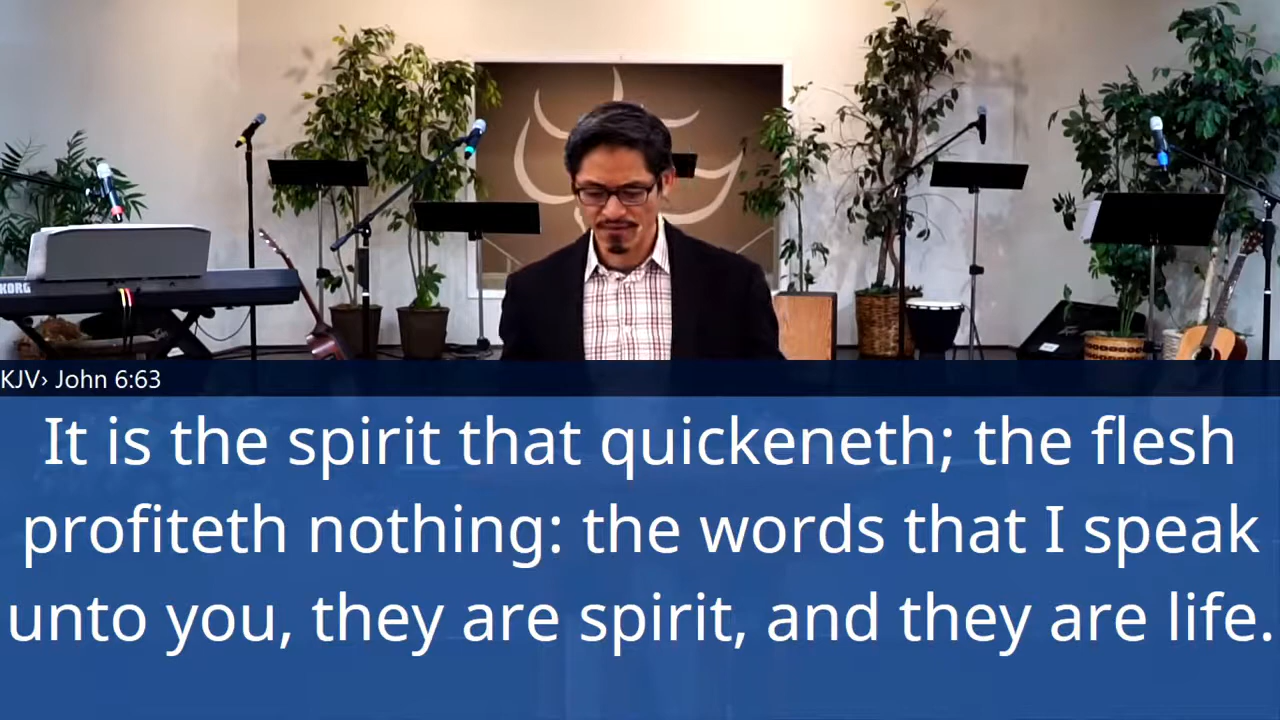 KORG
KJV› John 6:63
It is the spirit that quickeneth; the flesh
profiteth nothing: the words that I speak
unto you, they are spirit, and they are life.